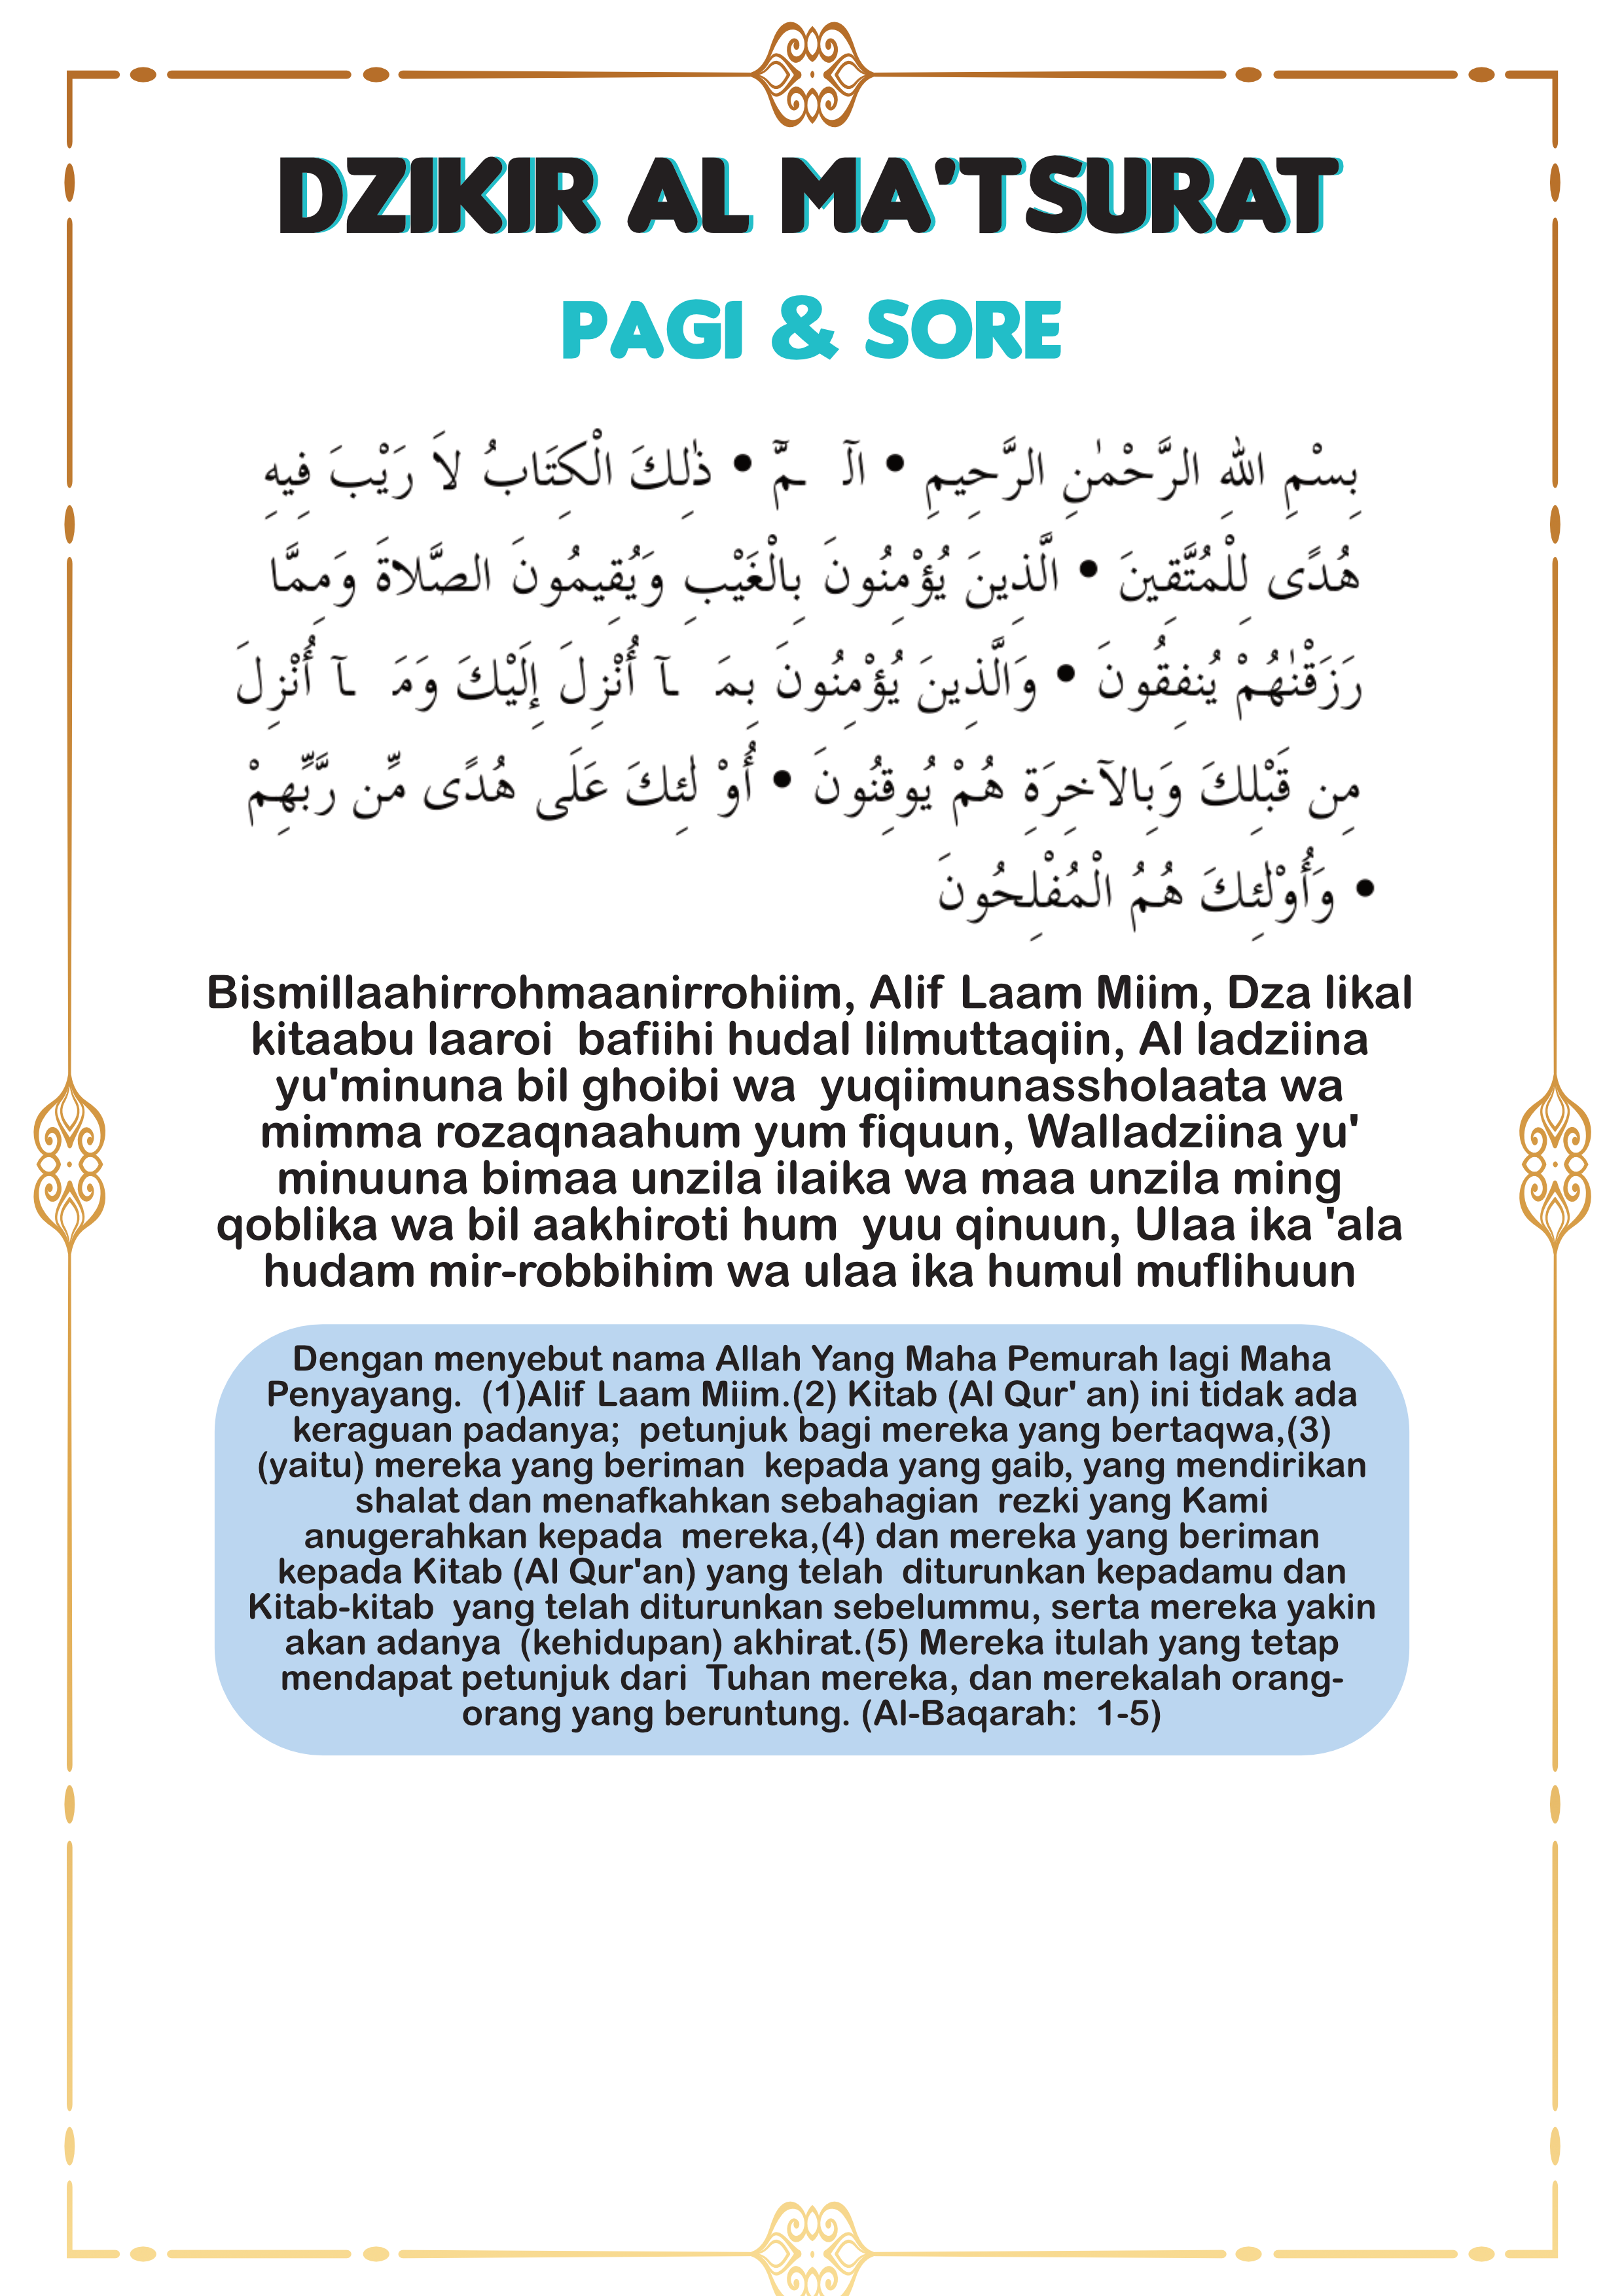 DZIKIR AL MA'TSURAT
PAGI & SORE
بِسْمِ اللهِ الرَّحْمٰنِ الرَّحِيمِ • الٓـمّٓ • ذٰلِكَ الْكِتَابُ لاَ رَيْبَ فِيهِ
هُدًى لِلْمُتَّقِينَ • الَّذِينَ يُؤْمِنُونَ بِالْغَيْبِ وَيُقِيمُونَ الصَّلاةَ وَمِمَّا
رَزَقْنٰهُمْ يُنفِقُونَ • وَالَّذِينَ يُؤْمِنُونَ بِمَـآ أُنْزِلَ إِلَيْكَ وَمَـآ أُنْزِلَ
مِن قَبْلِكَ وَبِالآخِرَةِ هُمْ يُوقِنُونَ • أُوْ لٰئِكَ عَلَى هُدًى مِّن رَّبِّهِمْ
• وَأُوْلٰئِكَ هُمُ الْمُفْلِحُونَ
Bismillaahirrohmaanirrohiim, Alif Laam Miim, Dza likal
kitaabu laaroi bafiihi hudal lilmuttaqiin, Al ladziina
yu'minuna bil ghoibi wa yuqiimunassholaata wa
mimma rozaqnaahum yum fiquun, Walladziina yu'
minuuna bimaa unzila ilaika wa maa unzila ming
qoblika wa bil aakhiroti hum yuu qinuun, Ulaa ika 'ala
hudam mir-robbihim wa ulaa ika humul muflihuun
Dengan menyebut nama Allah Yang Maha Pemurah lagi Maha
Penyayang. (1)Alif Laam Miim.(2) Kitab (Al Qur' an) ini tidak ada
keraguan padanya; petunjuk bagi mereka yang bertaqwa,(3)
(yaitu) mereka yang beriman kepada yang gaib, yang mendirikan
shalat dan menafkahkan sebahagian rezki yang Kami
anugerahkan kepada mereka,(4) dan mereka yang beriman
kepada Kitab (Al Qur'an) yang telah diturunkan kepadamu dan
Kitab-kitab yang telah diturunkan sebelummu, serta mereka yakin
akan adanya (kehidupan) akhirat.(5) Mereka itulah yang tetap
mendapat petunjuk dari Tuhan mereka, dan merekalah orang-
orang yang beruntung. (Al-Baqarah: 1-5)